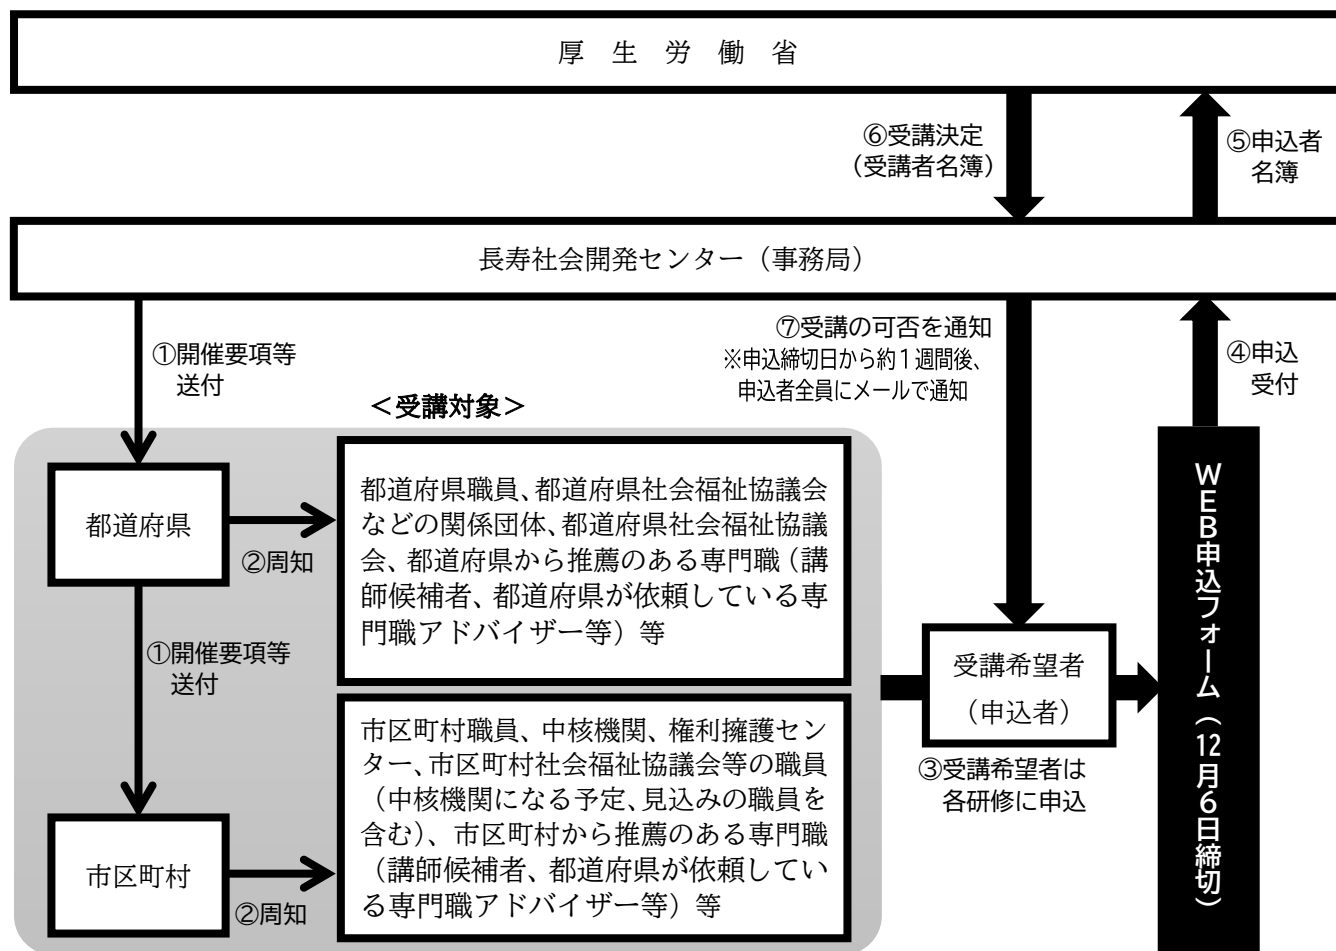 厚生労働省
⑥受講決定
（受講者名簿）
⑤申込者
名簿
長寿社会開発センター（事務局）
①開催要項等
送付
⑦受講の可否を通知
※申込締切日から約１週間後、
申込者全員にメールで通知
④申込
受付
＜受講対象＞
都道府県
②周知
都道府県職員、都道府県社会福祉協議会
などの関係団体、都道府県社会福祉協議
会、都道府県から推薦のある専門職（講
師候補者、都道府県が依頼している専
門職アドバイザー等）等
①開催要項等
送付
市区町村
②周知
市区町村職員、中核機関、権利擁護セン
ター、市区町村社会福祉協議会等の職員
（中核機関になる予定、見込みの職員を
含む）、市区町村から推薦のある専門職
（講師候補者、都道府県が依頼してい
る専門職アドバイザー等）等
受講希望者
（申込者）
③受講希望者は
各研修に申込
ＷＥＢ申込フォーム（12月６日締切）